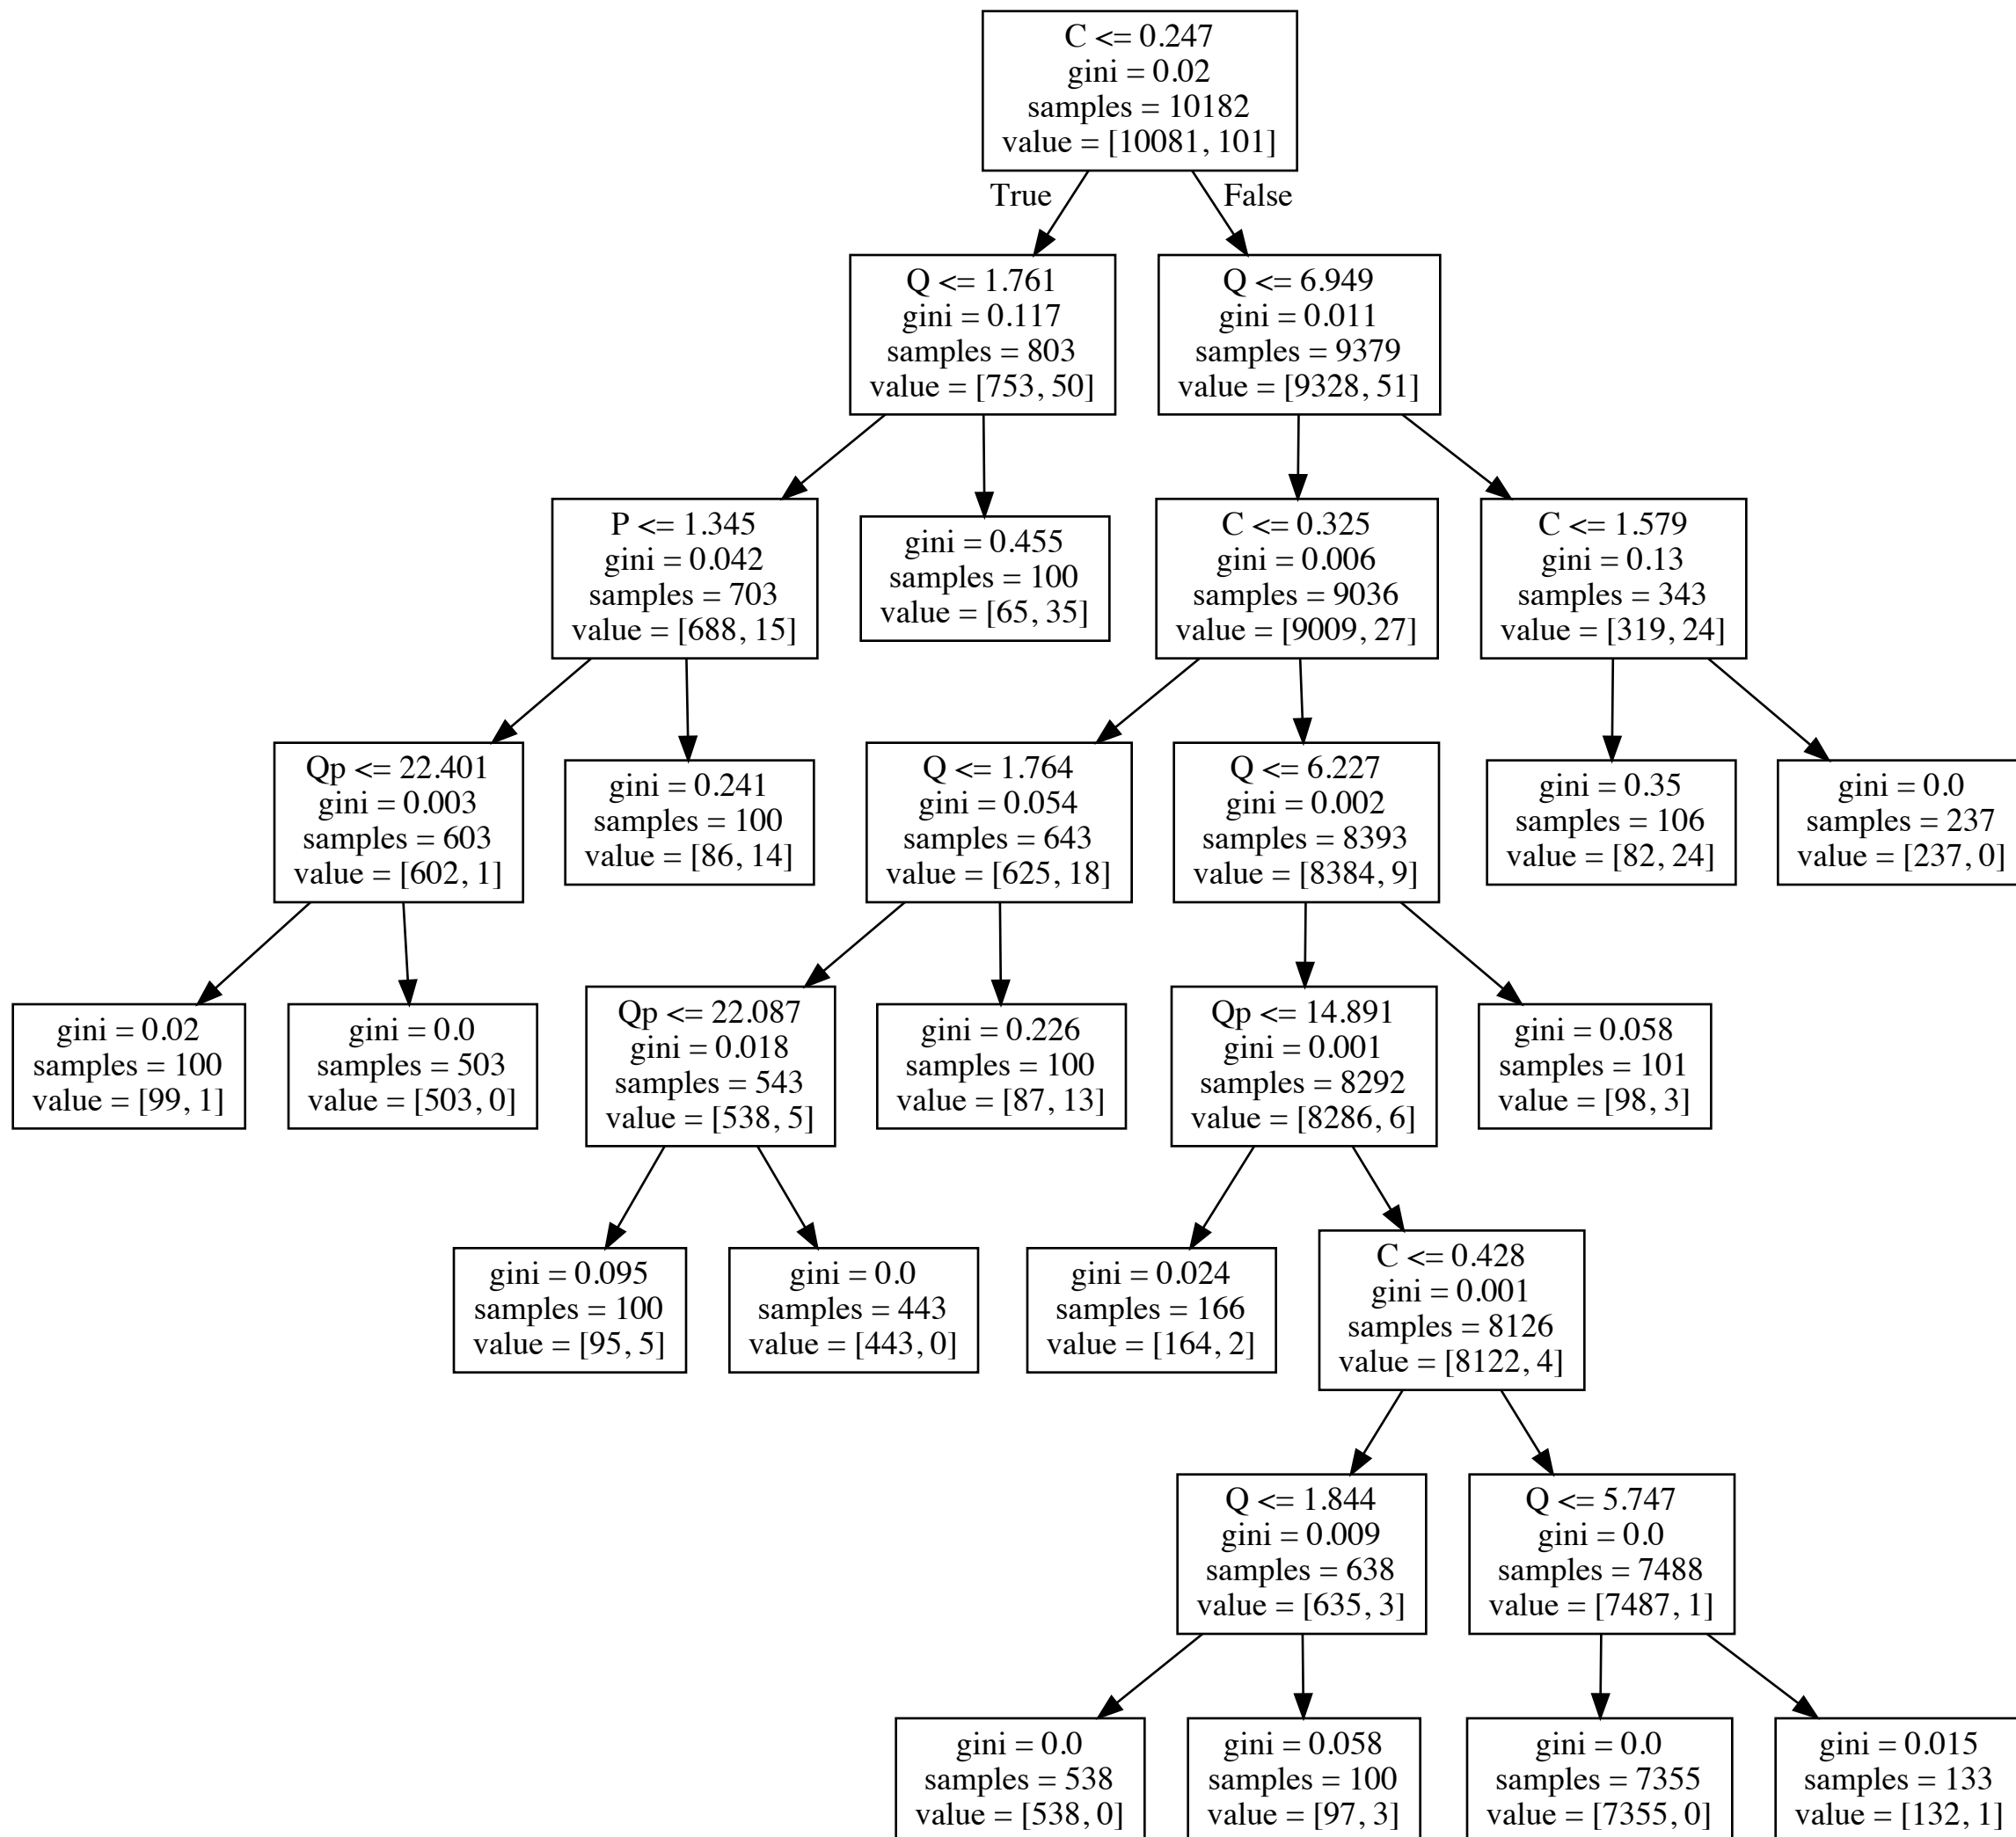 C <= 0.247
gini = 0.02
samples = 10182
value = [10081, 101]
True
False
Q <= 1.761
gini = 0.117
samples = 803
value = [753, 50]
Q <= 6.949
gini = 0.011
samples = 9379
value = [9328, 51]
P <= 1.345
gini = 0.042
samples = 703
value = [688, 15]
gini = 0.455
samples = 100
value = [65, 35]
C <= 0.325
gini = 0.006
samples = 9036
value = [9009, 27]
C <= 1.579
gini = 0.13
samples = 343
value = [319, 24]
Qp <= 22.401
gini = 0.003
samples = 603
value = [602, 1]
gini = 0.241
samples = 100
value = [86, 14]
Q <= 1.764
gini = 0.054
samples = 643
value = [625, 18]
Q <= 6.227
gini = 0.002
samples = 8393
value = [8384, 9]
gini = 0.35
samples = 106
value = [82, 24]
gini = 0.0
samples = 237
value = [237, 0]
gini = 0.02
samples = 100
value = [99, 1]
gini = 0.0
samples = 503
value = [503, 0]
Qp <= 22.087
gini = 0.018
samples = 543
value = [538, 5]
gini = 0.226
samples = 100
value = [87, 13]
Qp <= 14.891
gini = 0.001
samples = 8292
value = [8286, 6]
gini = 0.058
samples = 101
value = [98, 3]
gini = 0.095
samples = 100
value = [95, 5]
gini = 0.0
samples = 443
value = [443, 0]
gini = 0.024
samples = 166
value = [164, 2]
C <= 0.428
gini = 0.001
samples = 8126
value = [8122, 4]
Q <= 1.844
gini = 0.009
samples = 638
value = [635, 3]
Q <= 5.747
gini = 0.0
samples = 7488
value = [7487, 1]
gini = 0.0
samples = 538
value = [538, 0]
gini = 0.058
samples = 100
value = [97, 3]
gini = 0.0
samples = 7355
value = [7355, 0]
gini = 0.015
samples = 133
value = [132, 1]